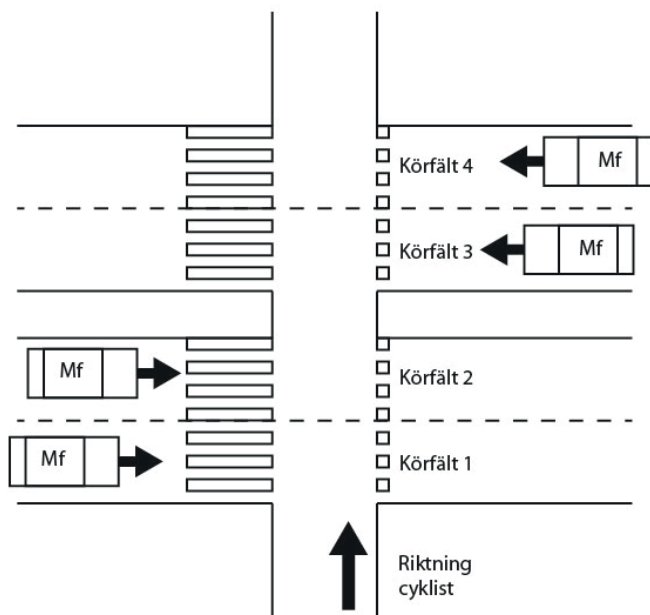 Körfält 4
Mf
Körfält 3
Mf
Mf
Körfält 2
Mf
Körfält 1
Riktning
cyklist